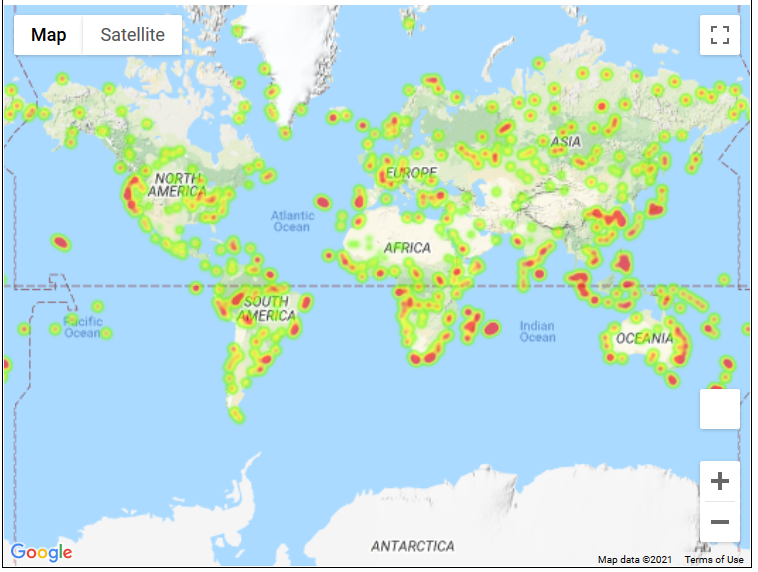 Map
Satellite
ASIA
EUROPE
NORTH
AMERICA
Atlantic
Ocean
AFRICA
SOUTH
AMERICA
Pacific
Ocean
Indian
Ocean
OCEANIA
ANTARCTICA
Google
Map data ©2021
Terms of Use